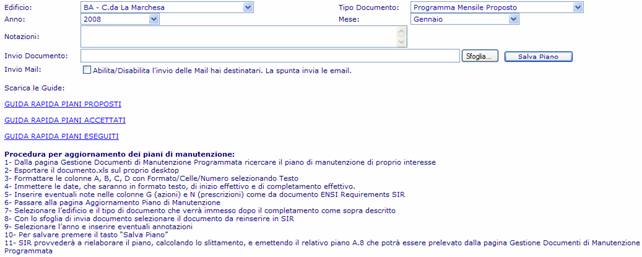 Edificio: BA - C.da La Marchesa Tipo Documento: Programma Mensile Proposto
Anno: 2008 Mese: Gennaio
Notazioni:
Invio Documento: Sfoglia... Salva Piano
Invio Mail: Abilita/Disabilita l'invio delle Mail hai destinatari. La spunta invia le email.
Scarica le Guide:
GUIDA RAPIDA PIANI PROPOSTI
GUIDA RAPIDA PIANI ACCETTATI
GUIDA RAPIDA PIANI ESEGUITI
Procedura per aggiornamento dei piani di manutenzione:
1- Dalla pagina Gestione Documenti di Manutenzione Programmata ricercare il piano di manutenzione di proprio interesse
2- Esportare il documento.xls sul proprio desktop
3- Formattare le colonne A, B, C, D con Formato/Celle/Numero selezionando Testo
4- Immettere le date, che saranno in formato testo, di inizio effettivo e di completamento effettivo.
5- Inserire eventuali note nelle colonne G (azioni) e N (prescrizioni) come da documento ENSI Requirements SIR
6- Passare alla pagina Aggiornamento Piano di Manutenzione
7- Selezionare l'edificio e il tipo di documento che verrà immesso dopo il completamento come sopra descritto
8- Con lo sfoglia di invia documento selezionare il documento da reinserire in SIR
9- Selezionare l'anno e inserire eventuali annotazioni
10- Per salvare premere il tasto "Salva Piano"
11- SIR provvederà a rielaborare il piano, calcolando lo slittamento, e emettendo il relativo piano A.8 che potrà essere prelevato dalla pagina Gestione Documenti di Manutenzione
Programmata